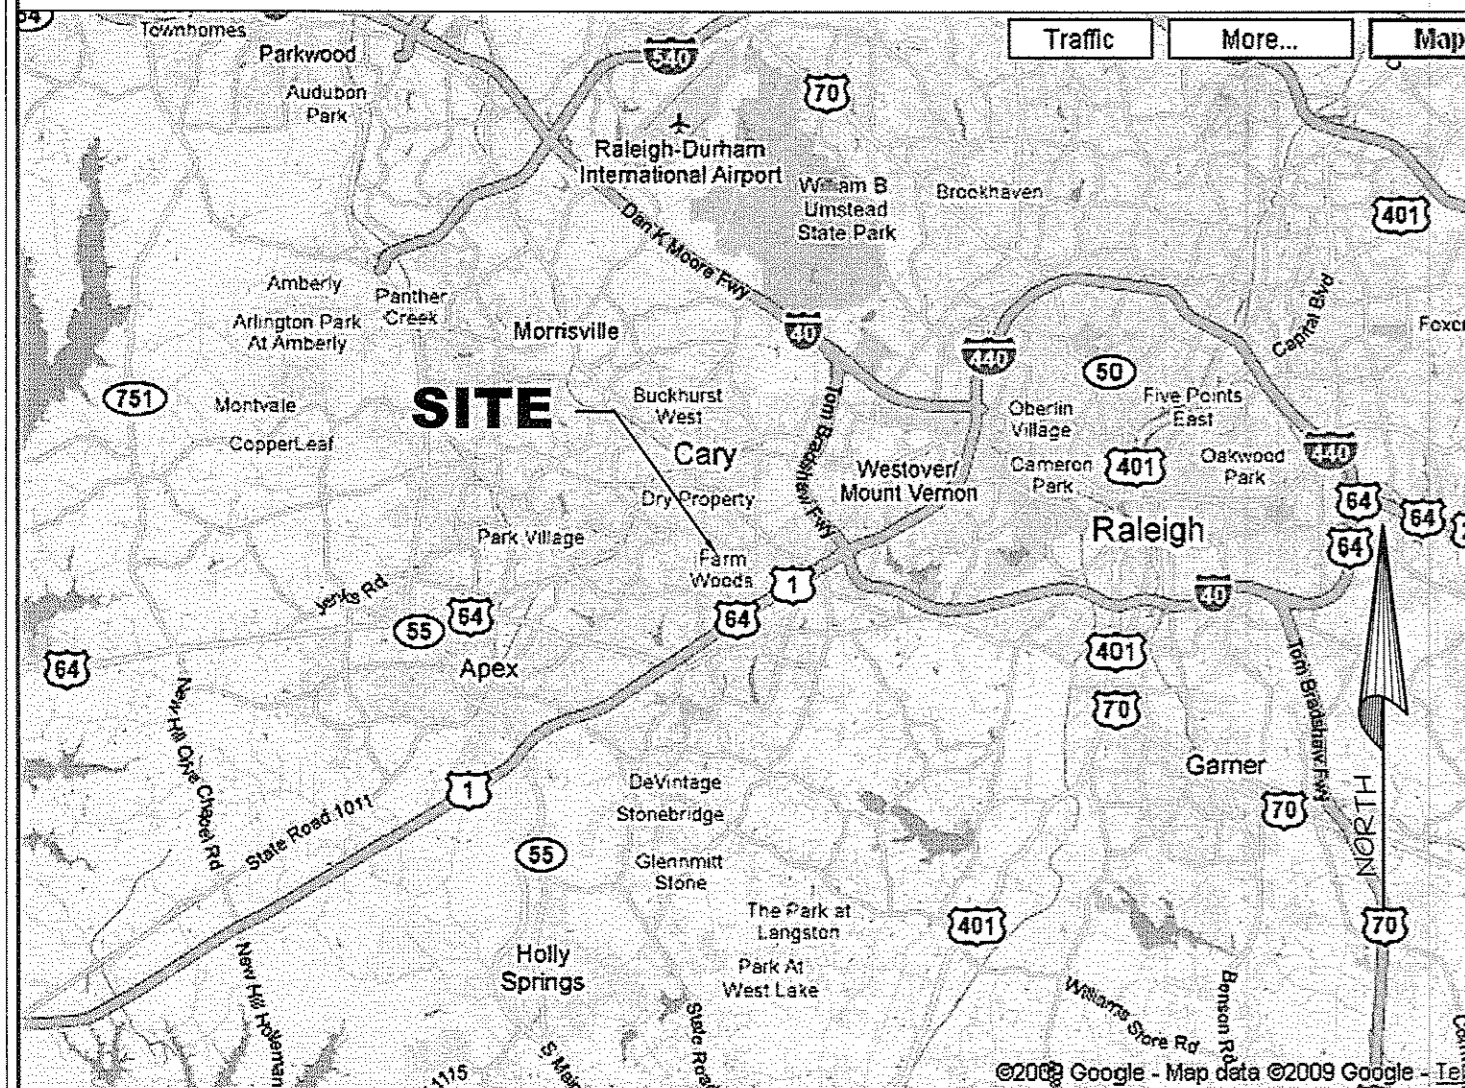 54
Townhomes
Parkwood
Audubon
Park
540
70
Traffic
More...
Map
Raleigh-Durham
International Airport
William B
Umstead
State Park
Brookhaven
401
Dan K Moore Fwy
Amberly
Panther
Creek
Arlington Park
At Amberly
Morrisville
40
440
Capital Blvd
50
751
Montvale
CopperLeaf
SITE
Buckhurst
West
Cary
Dry Property
Tom Bradshaw Fwy
Westover/
Mount Vernon
Oberlin
Village
Five Points
East
Cameron
Park
401
Oakwood
Park
440
64
64
64
Raleigh
Park Village
Farm
Woods
1
64
Jenks Rd
64
55
64
Apex
40
401
70
Tom Bradshaw Fwy
New Hill Olive Chapel Rd
State Road 1011
1
DeVintage
Stonebridge
Glennmitt
Stone
55
Garner
70
NORTH
70
The Park at
Langston
401
Park At
West Lake
Holly
Springs
New Hill Holleman
State Road
S Main
1115
Williams Store Rd
Benson Rd
©2009 Google - Map data ©2009 Google - Te